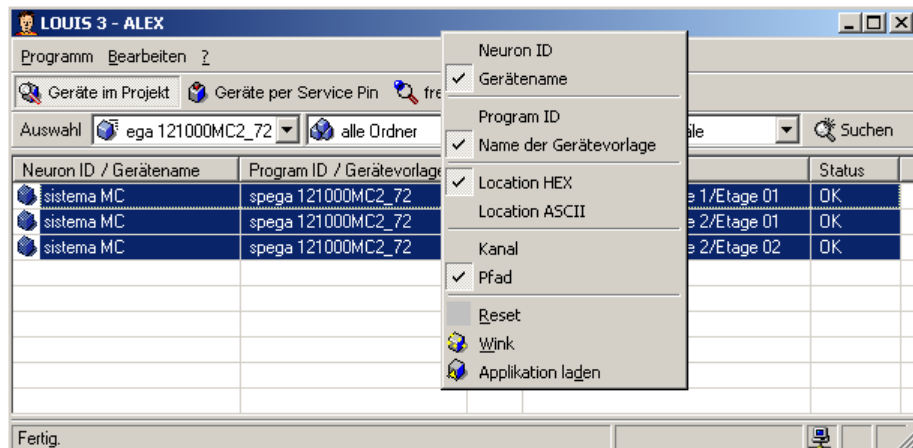 LOUIS 3 - ALEX
Programm Bearbeiten ?
Geräte im Projekt Geräte per Service Pin
Auswahl ega 121000MC2_72 alle Ordner Suchen
Neuron ID / Gerätename Program ID / Gerätevorlage Status
sistema MC spega 121000MC2_72 1/Etage 01 OK
sistema MC spega 121000MC2_72 2/Etage 01 OK
sistema MC spega 121000MC2_72 2/Etage 02 OK
Neuron ID
Gerätename
Program ID
Name der Gerätevorlage
Location HEX
Location ASCII
Kanal
Pfad
Reset
Wink
Applikation laden
Fertig.